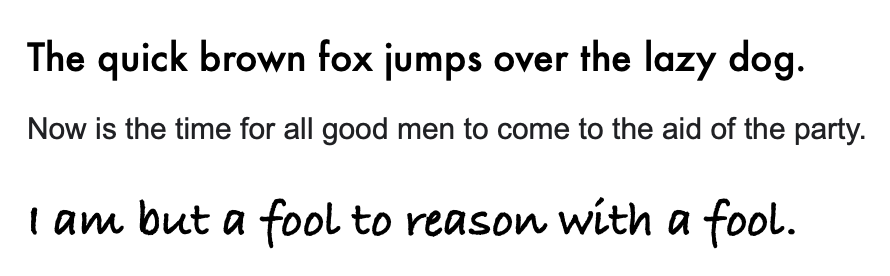 The quick brown fox jumps over the lazy dog.
Now is the time for all good men to come to the aid of the party.
I am but a fool to reason with a fool.